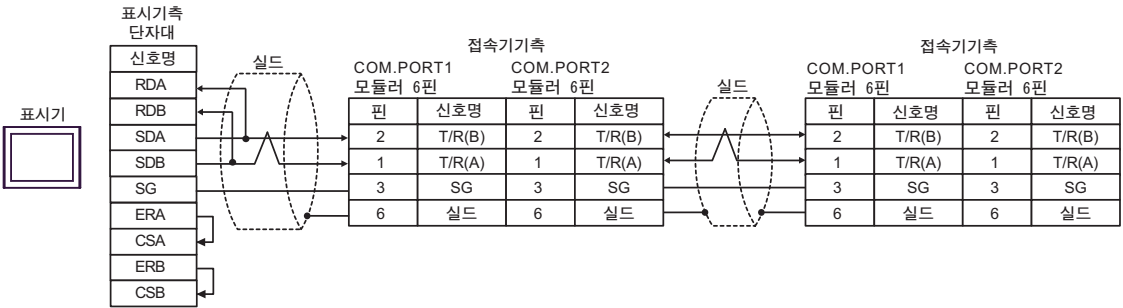 표시기
표시기측
단자대
신호명
RDA
RDB
SDA
SDB
SG
ERA
CSA
ERB
CSB
실드
접속기기측
COM.PORT1 COM.PORT2
모듈러 6핀 모듈러 6핀
핀 신호명 핀 신호명
2 T/R(B) 2 T/R(B)
1 T/R(A) 1 T/R(A)
3 SG 3 SG
6 실드 6 실드
실드
접속기기측
COM.PORT1 COM.PORT2
모듈러 6핀 모듈러 6핀
핀 신호명 핀 신호명
2 T/R(B) 2 T/R(B)
1 T/R(A) 1 T/R(A)
3 SG 3 SG
6 실드 6 실드